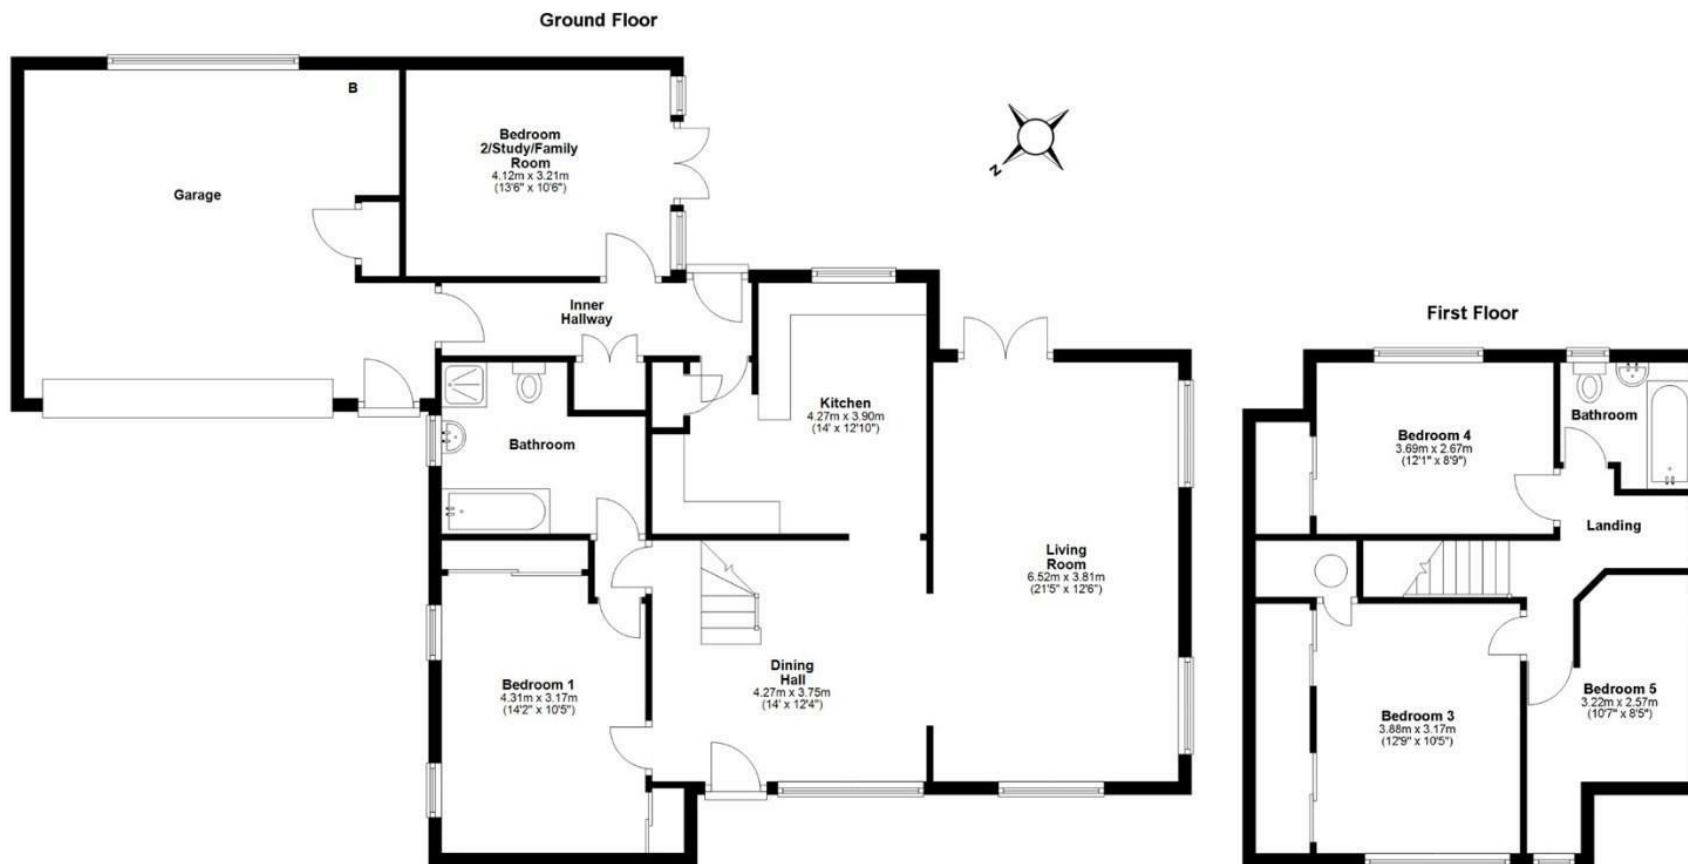 Ground Floor
B
Bedroom
2/Study/Family
Room
4.12m x 3.21m
(13'6" x 10'6")
Garage
N
Inner
Hallway
Kitchen
4.27m x 3.90m
(14' x 12'10")
Bathroom
Living
Room
6.52m x 3.81m
(21'5" x 12'6")
Dining
Hall
4.27m x 3.75m
(14' x 12'4")
Bedroom 1
4.31m x 3.17m
(14'2" x 10'5")
First Floor
Bathroom
Bedroom 4
3.69m x 2.67m
(12'1" x 8'9")
Landing
Bedroom 5
3.22m x 2.57m
(10'7" x 8'5")
Bedroom 3
3.88m x 3.17m
(12'9" x 10'5")